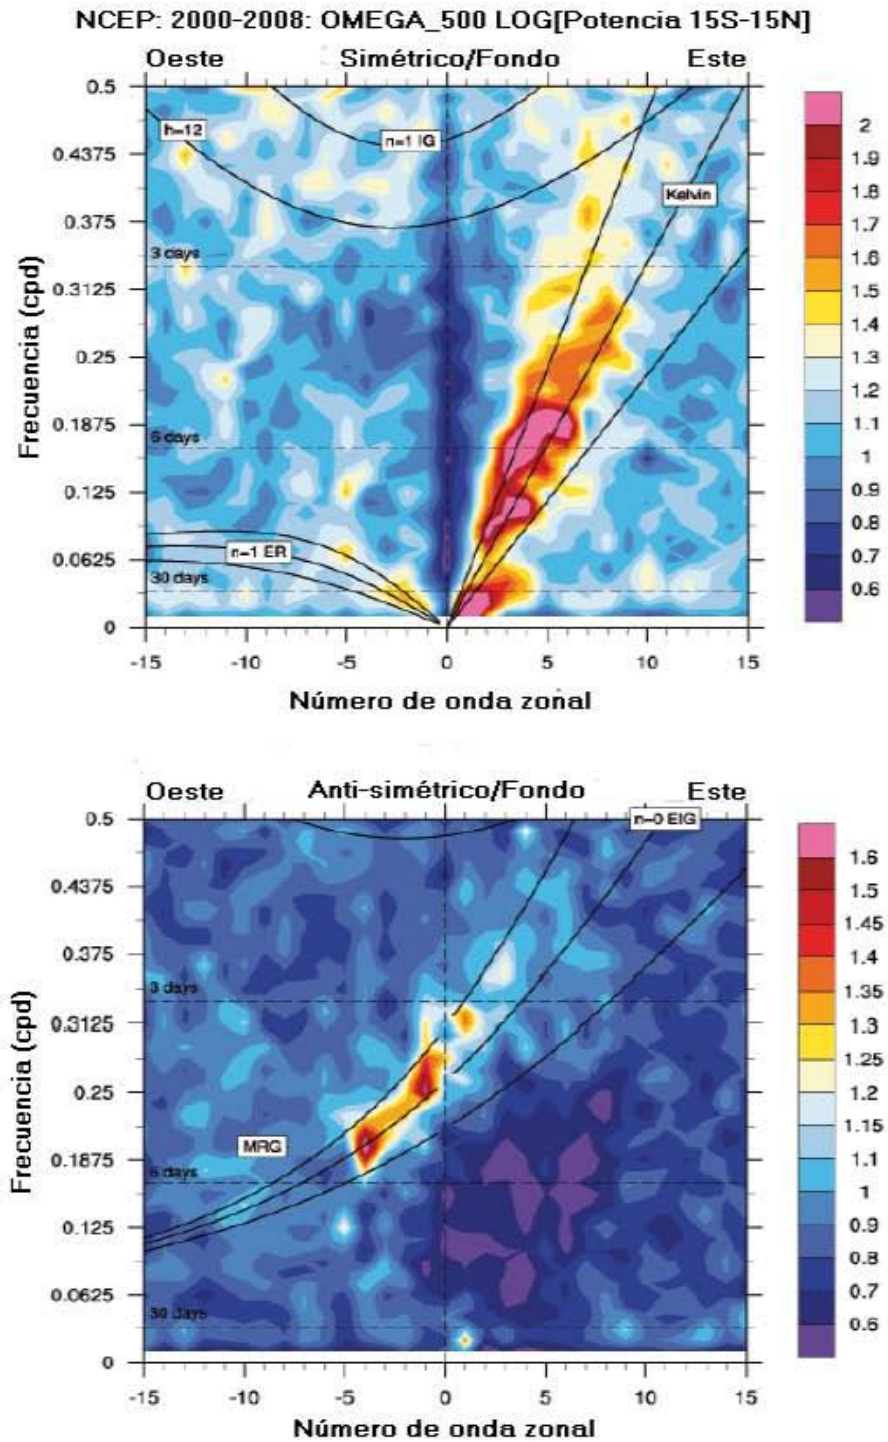 NCEP: 2000-2008: OMEGA_500 LOG[Potencia 15S-15N]
Oeste Simétrico/Fondo Este
0.5
0.4375
0.375
0.3125
0.25
0.1875
0.125
0.0625
0
Frecuencia (cpd)
h=12
n=1 IG
Kelvin
3 days
6 days
n=1 ER
30 days
-15 -10 -5 0 5 10 15
Número de onda zonal
2
1.9
1.8
1.7
1.6
1.5
1.4
1.3
1.2
1.1
1
0.9
0.8
0.7
0.6
Oeste Anti-simétrico/Fondo Este
0.5
0.4375
0.375
0.3125
0.25
0.1875
0.125
0.0625
0
Frecuencia (cpd)
n=0 EIG
3 days
MRG
6 days
30 days
-15 -10 -5 0 5 10 15
Número de onda zonal
1.6
1.5
1.45
1.4
1.35
1.3
1.25
1.2
1.15
1.1
1
0.9
0.8
0.7
0.6